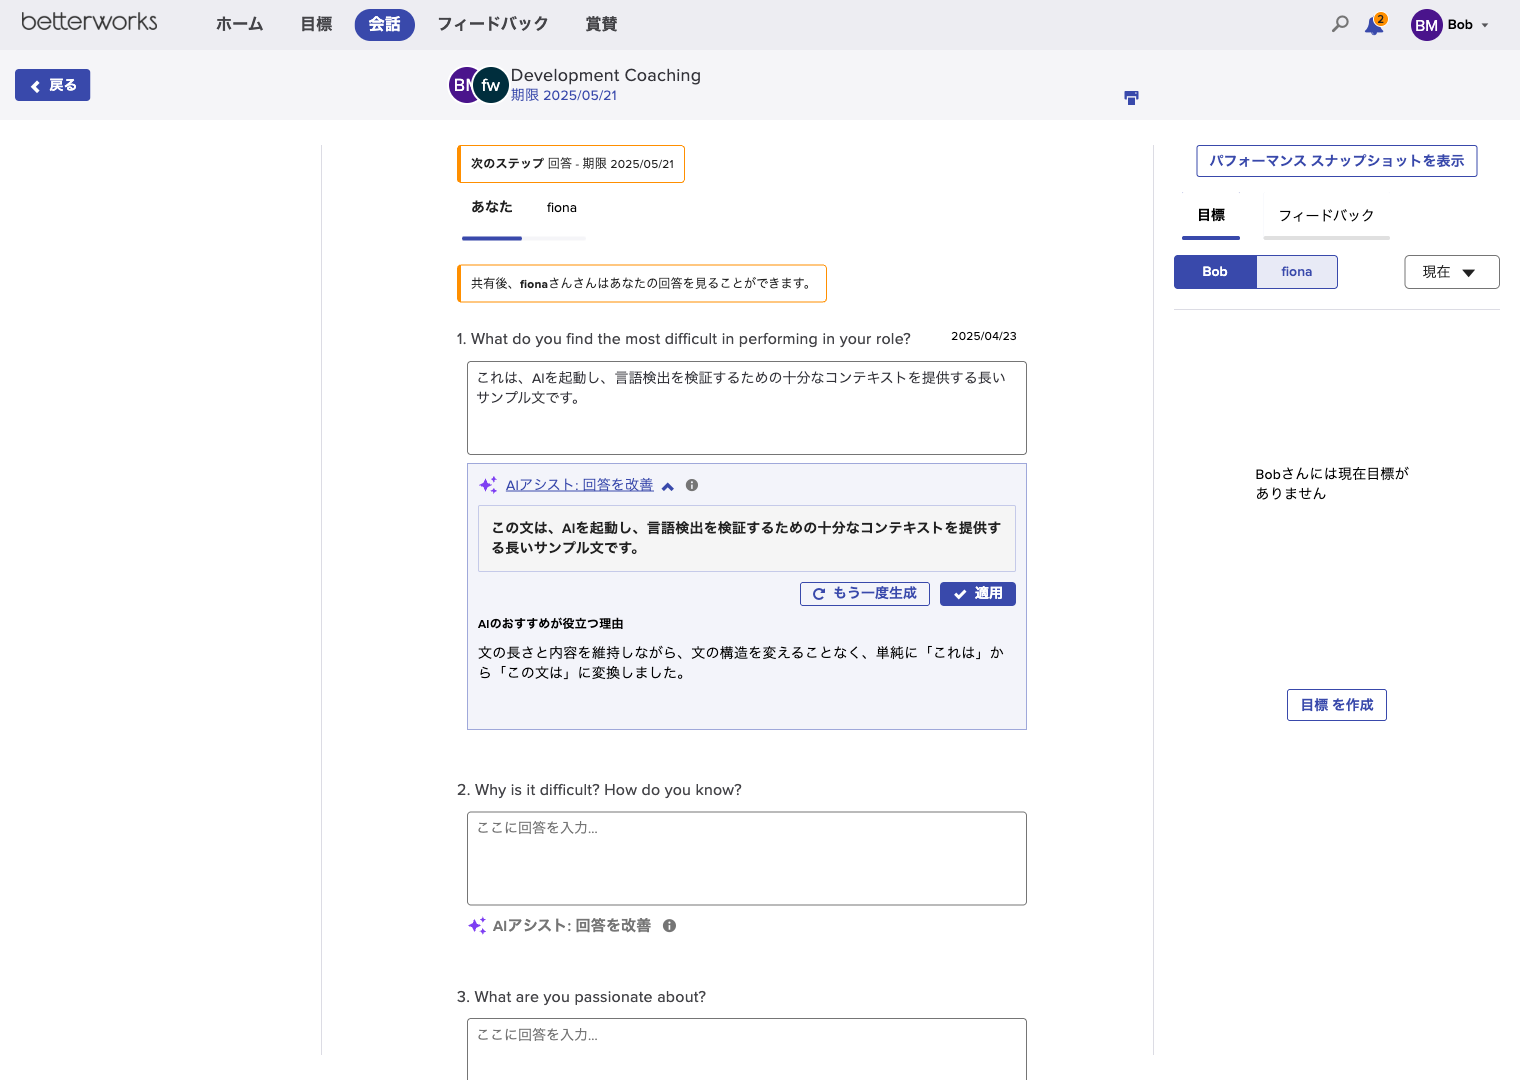 betterworks
ホーム
目標
会話
フィードバック
賞賛
2
BM
Bob
戻る
BM
fw
Development Coaching
期限 2025/05/21
次のステップ 回答 - 期限 2025/05/21
あなた
fiona
共有後、fionaさんさんはあなたの回答を見ることができます。
1. What do you find the most difficult in performing in your role?
2025/04/23
これは、AIを起動し、言語検出を検証するための十分なコンテキストを提供する長い
サンプル文です。
AIアシスト: 回答を改善
この文は、AIを起動し、言語検出を検証するための十分なコンテキストを提供す
る長いサンプル文です。
もう一度生成
適用
AIのおすすめが役立つ理由
文の長さと内容を維持しながら、文の構造を変えることなく、単純に「これは」か
ら「この文は」に変換しました。
2. Why is it difficult? How do you know?
ここに回答を入力...
AIアシスト: 回答を改善
3. What are you passionate about?
ここに回答を入力...
パフォーマンス スナップショットを表示
目標
フィードバック
Bob
fiona
現在
Bobさんには現在目標が
ありません
目標 を作成